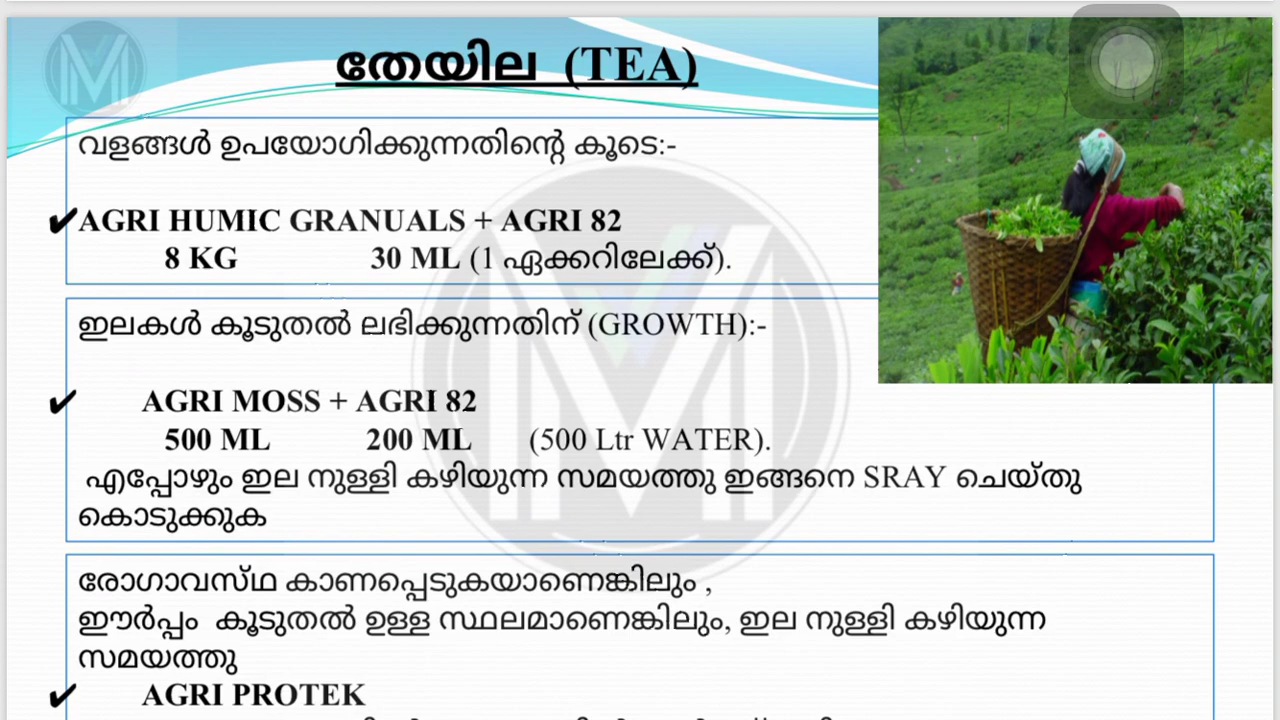 തേയില (TEA)
വളങ്ങൾ ഉപയോഗിക്കുന്നതിന്റെ കൂടെ:-
✔AGRI HUMIC GRANUALS + AGRI 82
8 KG 30 ML (1 ഏക്കറിലേക്ക്).
ഇലകൾ കൂടുതൽ ലഭിക്കുന്നതിന് (GROWTH):-
✔ AGRI MOSS + AGRI 82
500 ML 200 ML (500 Ltr WATER).
എപ്പോഴും ഇല നുള്ളി കഴിയുന്ന സമയത്തു ഇങ്ങനെ SRAY ചെയ്തു
കൊടുക്കുക
രോഗാവസ്ഥ കാണപ്പെടുകയാണെങ്കിലും ,
ഈർപ്പം കൂടുതൽ ഉള്ള സ്ഥലമാണെങ്കിലും, ഇല നുള്ളി കഴിയുന്ന
സമയത്തു
✔ AGRI PROTEK